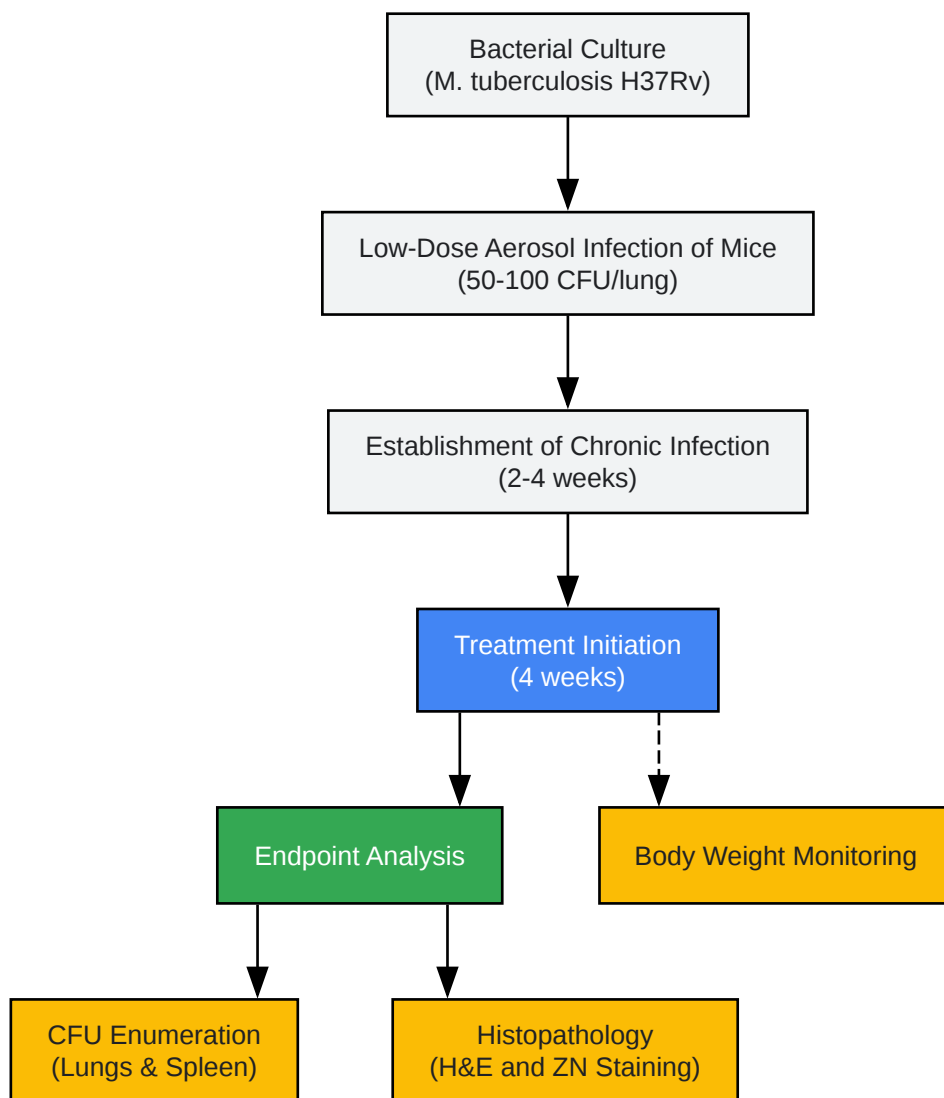 Bacterial Culture
(M. tuberculosis H37Rv)
Low-Dose Aerosol Infection of Mice
(50-100 CFU/lung)
Establishment of Chronic Infection
(2-4 weeks)
Treatment Initiation
(4 weeks)
Endpoint Analysis
Body Weight Monitoring
CFU Enumeration
(Lungs & Spleen)
Histopathology
(H&E and ZN Staining)